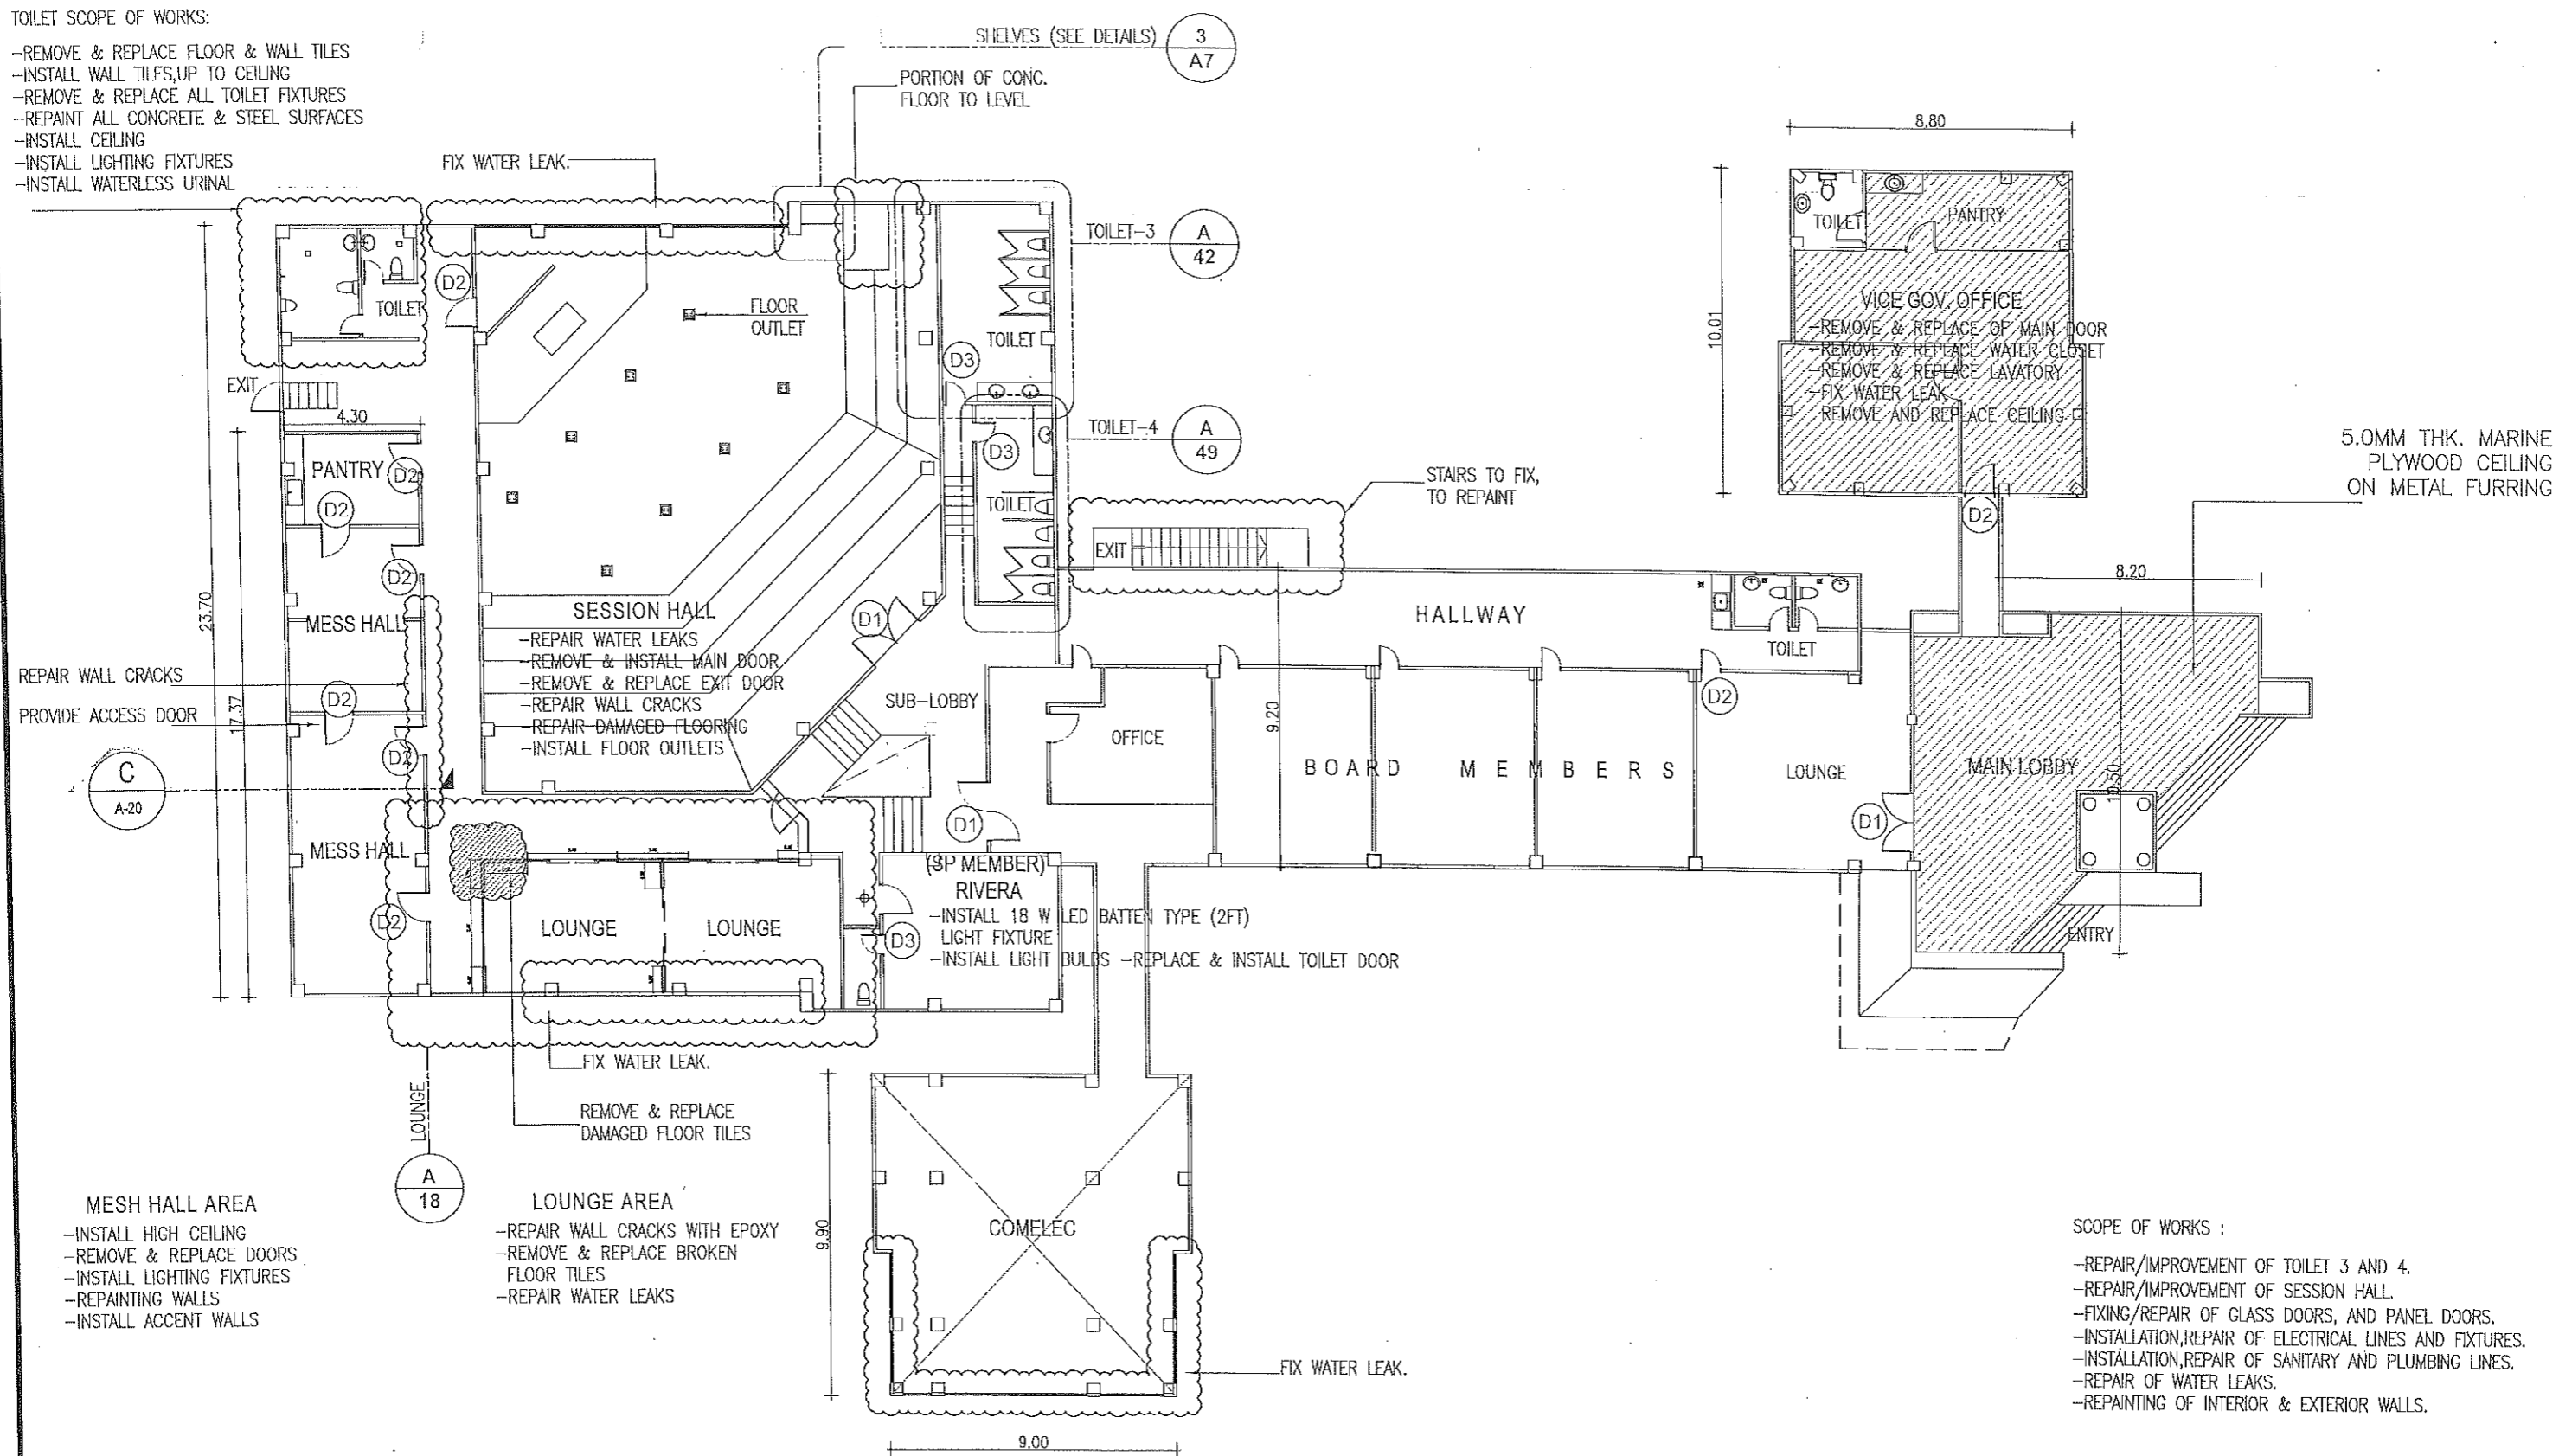 TOILET SCOPE OF WORKS:
-REMOVE & REPLACE FLOOR & WALL TILES
-INSTALL WALL TILES,UP TO CEILING
-REMOVE & REPLACE ALL TOILET FIXTURES
-REPAINT ALL CONCRETE & STEEL SURFACES
-INSTALL CEILING
-INSTALL LIGHTING FIXTURES
-INSTALL WATERLESS URINAL
FIX WATER LEAK.
SHELVES (SEE DETAILS)
3
A7
PORTION OF CONC.
FLOOR TO LEVEL
TOILET-3
A
42
TOILET-4
A
49
STAIRS TO FIX,
TO REPAINT
8.80
10.01
TOILET
PANTRY
VICE GOV. OFFICE
-REMOVE & REPLACE OF MAIN DOOR
-REMOVE & REPLACE WATER CLOSET
-REMOVE & REPLACE LAVATORY
-FIX WATER LEAK
-REMOVE AND REPLACE CEILING
D2
5.0MM THK. MARINE
PLYWOOD CEILING
ON METAL FURRING
8.20
TOILET
D2
FLOOR
OUTLET
TOILET
D3
D3
TOILET
EXIT
4.30
PANTRY
D2
D2
D2
MESS HALL
23.70
17.37
REPAIR WALL CRACKS
PROVIDE ACCESS DOOR
D2
D2
C
A-20
MESS HALL
D2
SESSION HALL
-REPAIR WATER LEAKS
-REMOVE & INSTALL MAIN DOOR
-REMOVE & REPLACE EXIT DOOR
-REPAIR WALL CRACKS
-REPAIR DAMAGED FLOORING
-INSTALL FLOOR OUTLETS
D1
SUB-LOBBY
EXIT
HALLWAY
TOILET
OFFICE
9.20
BOARD MEMBERS
D2
LOUNGE
D1
MAIN LOBBY
10.50
ENTRY
D1
LOUNGE
LOUNGE
D3
(SP MEMBER)
RIVERA
-INSTALL 18 W LED BATTEN TYPE (2FT)
LIGHT FIXTURE
-INSTALL LIGHT BULBS -REPLACE & INSTALL TOILET DOOR
FIX WATER LEAK.
REMOVE & REPLACE
DAMAGED FLOOR TILES
LOUNGE
A
18
MESH HALL AREA
-INSTALL HIGH CEILING
-REMOVE & REPLACE DOORS
-INSTALL LIGHTING FIXTURES
-REPAINTING WALLS
-INSTALL ACCENT WALLS
LOUNGE AREA
-REPAIR WALL CRACKS WITH EPOXY
-REMOVE & REPLACE BROKEN
FLOOR TILES
-REPAIR WATER LEAKS
9.90
COMELEC
FIX WATER LEAK.
9.00
SCOPE OF WORKS :
-REPAIR/IMPROVEMENT OF TOILET 3 AND 4.
-REPAIR/IMPROVEMENT OF SESSION HALL.
-FIXING/REPAIR OF GLASS DOORS, AND PANEL DOORS.
-INSTALLATION,REPAIR OF ELECTRICAL LINES AND FIXTURES.
-INSTALLATION,REPAIR OF SANITARY AND PLUMBING LINES.
-REPAIR OF WATER LEAKS.
-REPAINTING OF INTERIOR & EXTERIOR WALLS.